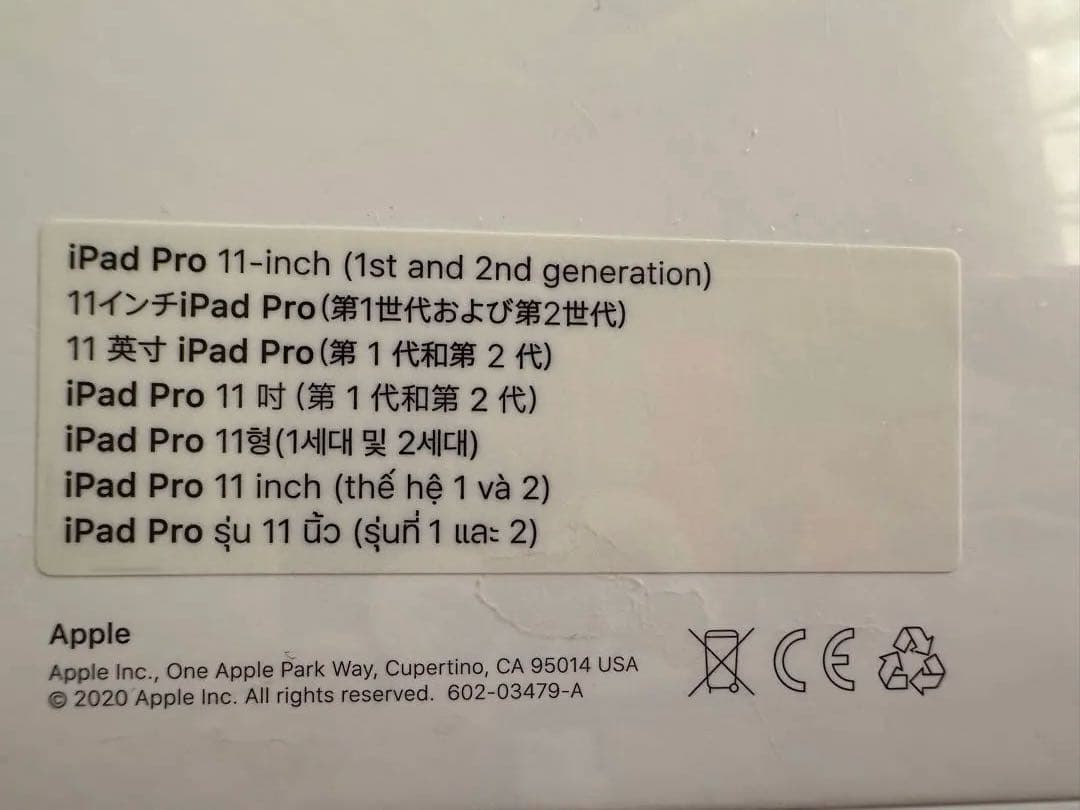 iPad Pro 11-inch (1st and 2nd generation)
11インチiPad Pro(第1世代および第2世代)
11 英寸 iPad Pro(第 1 代和第 2 代)
iPad Pro 11 吋 (第 1 代和第 2 代)
iPad Pro 11형(1세대 및 2세대)
iPad Pro 11 inch (thế hệ 1 và 2)
iPad Pro รุ่น 11 นิ้ว (รุ่นที่ 1 และ 2)
Apple
Apple Inc., One Apple Park Way, Cupertino, CA 95014 USA
© 2020 Apple Inc. All rights reserved. 602-03479-A
CE